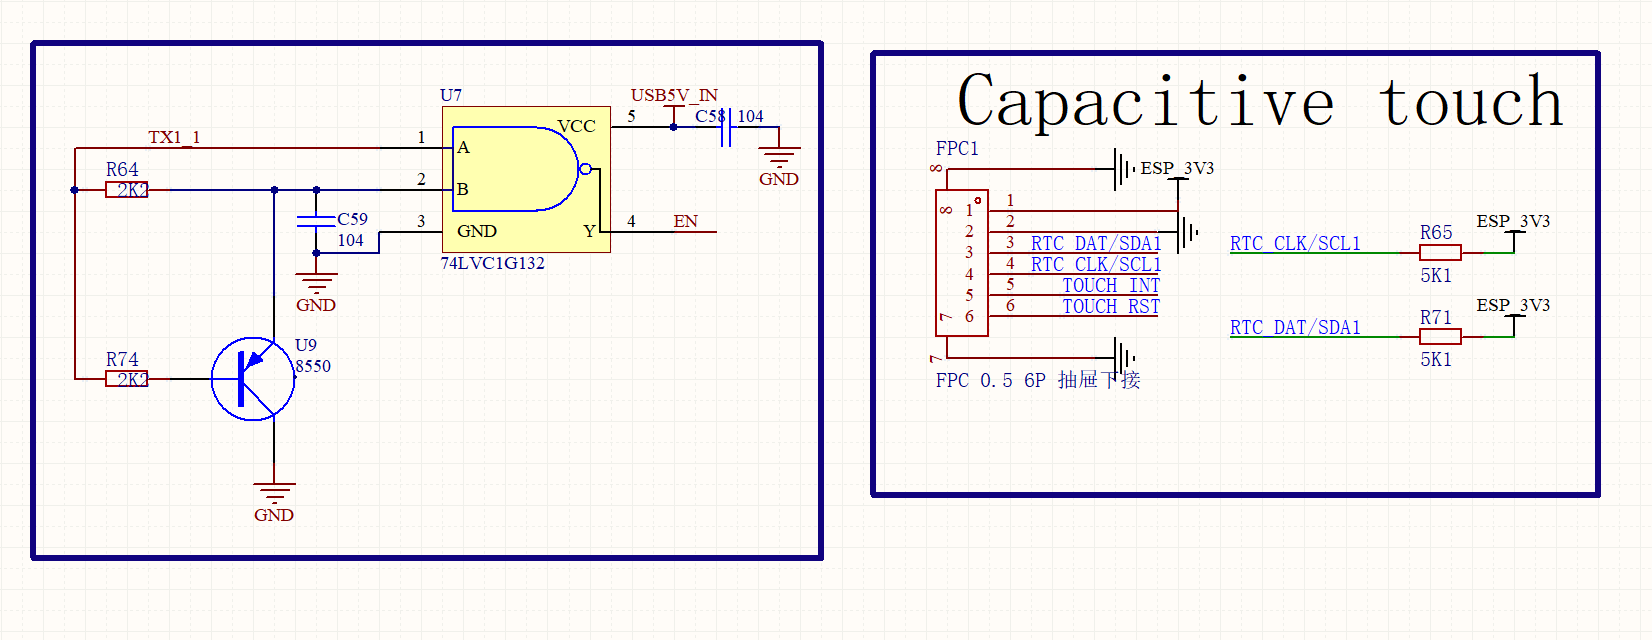 U7
USB5V_IN
TX1_1
1
A
VCC
5
C58
104
GND
R64
2K2
2
B
C59
104
3
GND
Y
4
EN
74LVC1G132
GND
R74
2K2
U9
8550
GND
Capacitive touch
FPC1
8
ESP_3V3
8
1
1
2
2
3
RTC_DAT/SDA1
3
4
RTC_CLK/SCL1
4
5
TOUCH_INT
5
6
TOUCH_RST
6
7
7
FPC 0.5 6P 抽屉下接
RTC_CLK/SCL1
R65
5K1
ESP_3V3
RTC_DAT/SDA1
R71
5K1
ESP_3V3